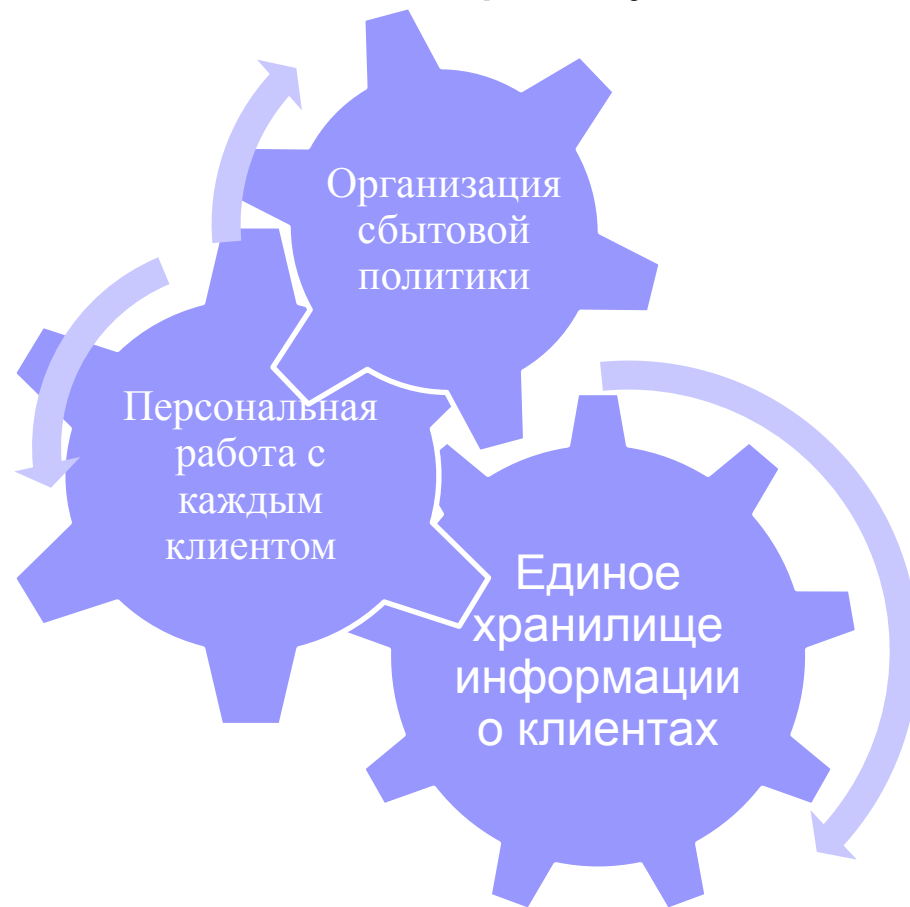 Организация
сбытовой
политики
Персональная
работа с
каждым
клиентом
Единое
хранилище
информации
о клиентах